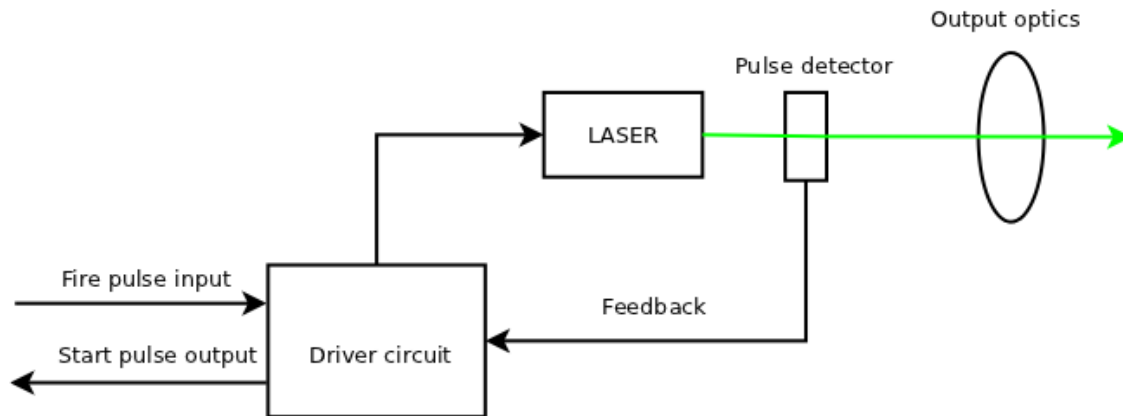 Output optics
Pulse detector
LASER
Fire pulse input
Feedback
Start pulse output
Driver circuit